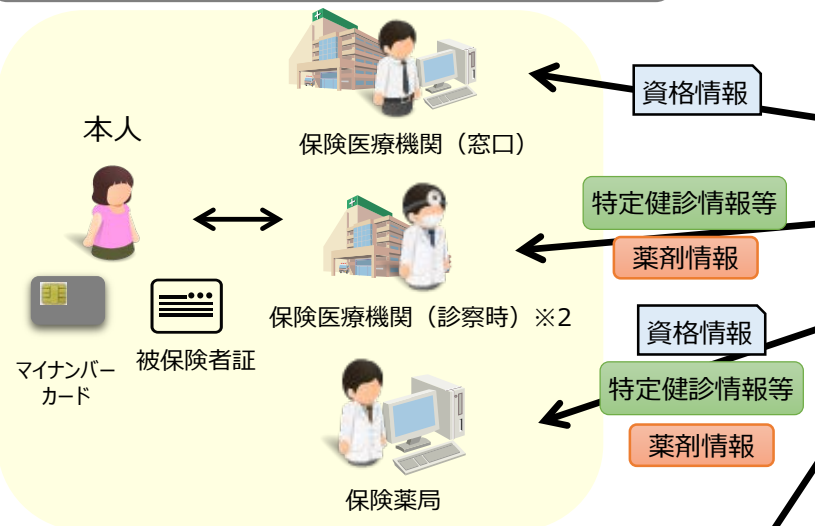 資格情報
保険医療機関（窓口）
本人
特定健診情報等
薬剤情報
保険医療機関（診察時）※2
資格情報
マイナンバー
カード
被保険者証
特定健診情報等
薬剤情報
保険薬局